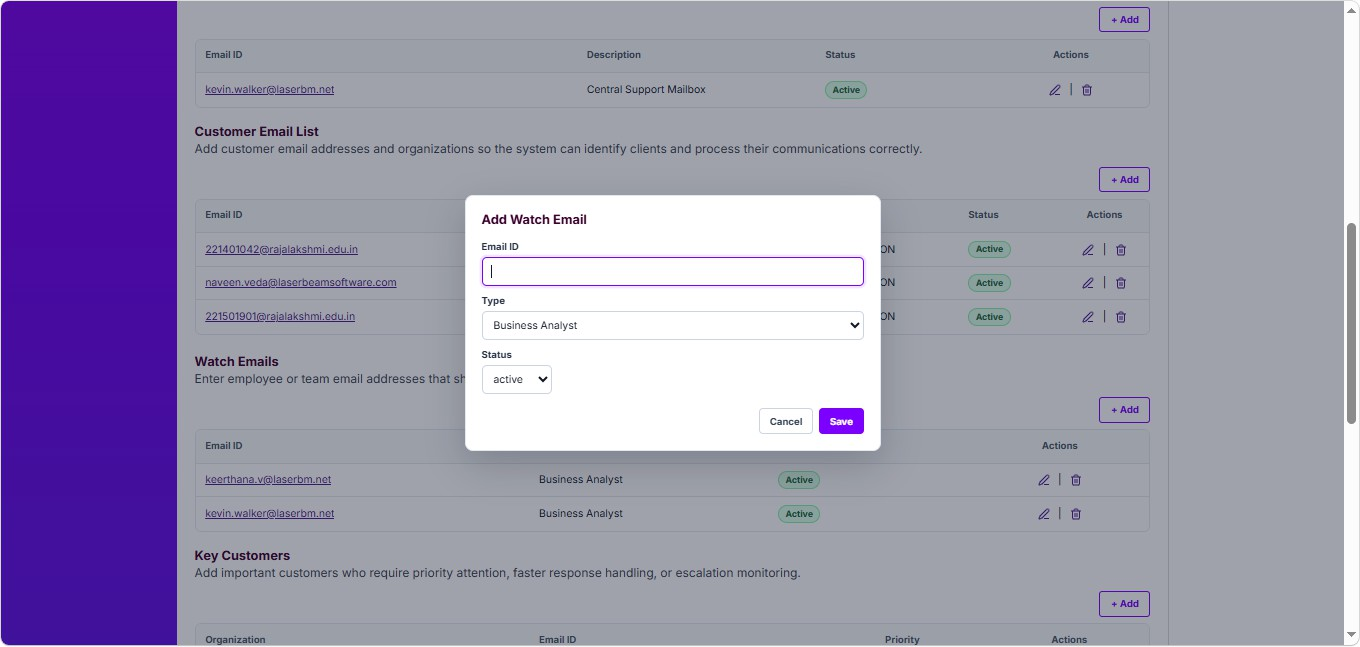 + Add
Email ID Description Status Actions
kevin.walker@laserbm.net Central Support Mailbox Active
Customer Email List
Add customer email addresses and organizations so the system can identify clients and process their communications correctly.
+ Add
Email ID Status Actions
221401042@rajalakshmi.edu.in ON Active
naveen.veda@laserbeamsoftware.com ON Active
221501901@rajalakshmi.edu.in ON Active
Add Watch Email
Email ID
Type
Business Analyst
Status
active
Cancel Save
Watch Emails
Enter employee or team email addresses that sh
+ Add
Email ID Actions
keerthana.v@laserbm.net Business Analyst Active
kevin.walker@laserbm.net Business Analyst Active
Key Customers
Add important customers who require priority attention, faster response handling, or escalation monitoring.
+ Add
Organization Email ID Priority Actions